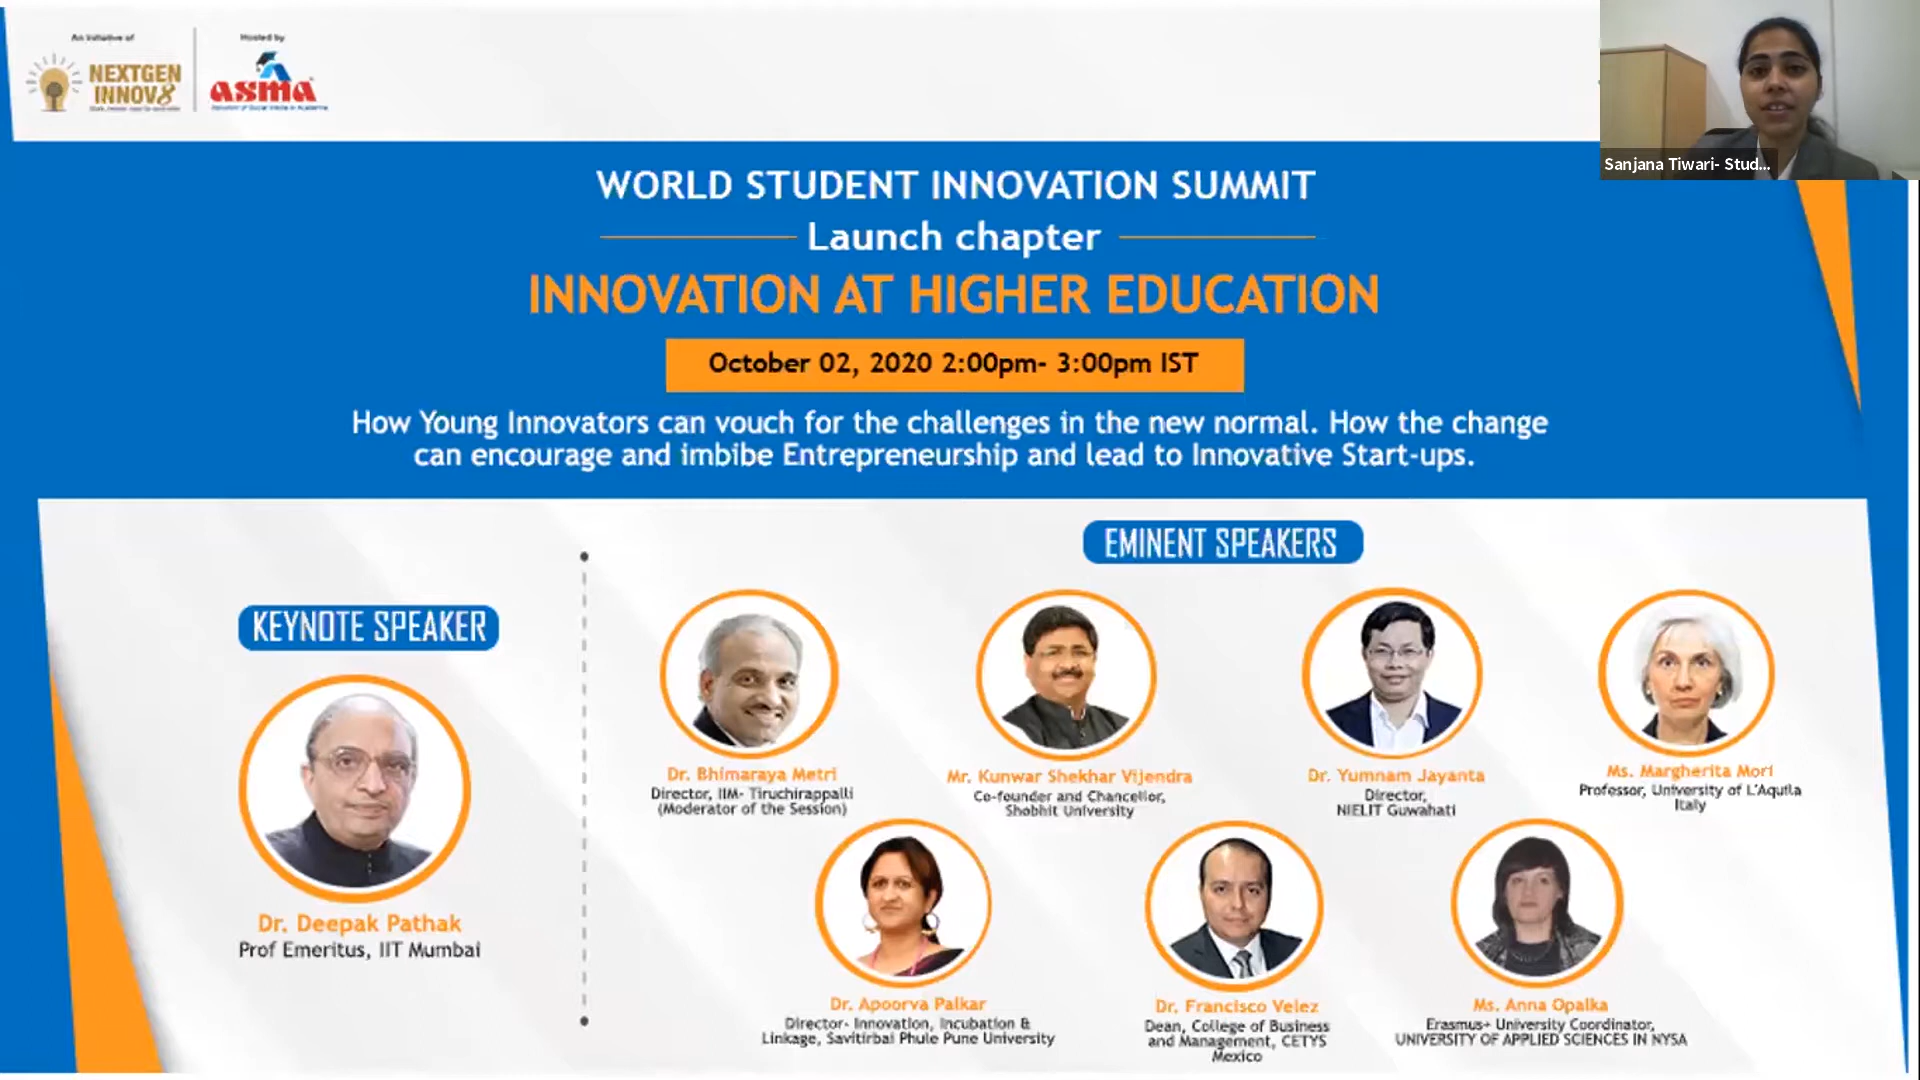 An Initiative of
NEXTGEN
INNOV8
Hosted by
asma
Sanjana Tiwari- Stud...
WORLD STUDENT INNOVATION SUMMIT
Launch chapter
INNOVATION AT HIGHER EDUCATION
October 02, 2020 2:00pm- 3:00pm IST
How Young Innovators can vouch for the challenges in the new normal. How the change
can encourage and imbibe Entrepreneurship and lead to Innovative Start-ups.
KEYNOTE SPEAKER
Dr. Deepak Pathak
Prof Emeritus, IIT Mumbai
EMINENT SPEAKERS
Dr. Bhimaraya Metri
Director, IIM- Tiruchirappalli
(Moderator of the Session)
Mr. Kunwar Shekhar Vijendra
Co-founder and Chancellor,
Shobhit University
Dr. Yumnam Jayanta
Director,
NIELIT Guwahati
Ms. Margherita Mori
Professor, University of L'Aquila
Italy
Dr. Apoorva Palkar
Director- Innovation, Incubation &
Linkage, Savitirbai Phule Pune University
Dr. Francisco Velez
Dean, College of Business
and Management, CETYS
Mexico
Ms. Anna Opalka
Erasmus+ University Coordinator,
UNIVERSITY OF APPLIED SCIENCES IN NYSA